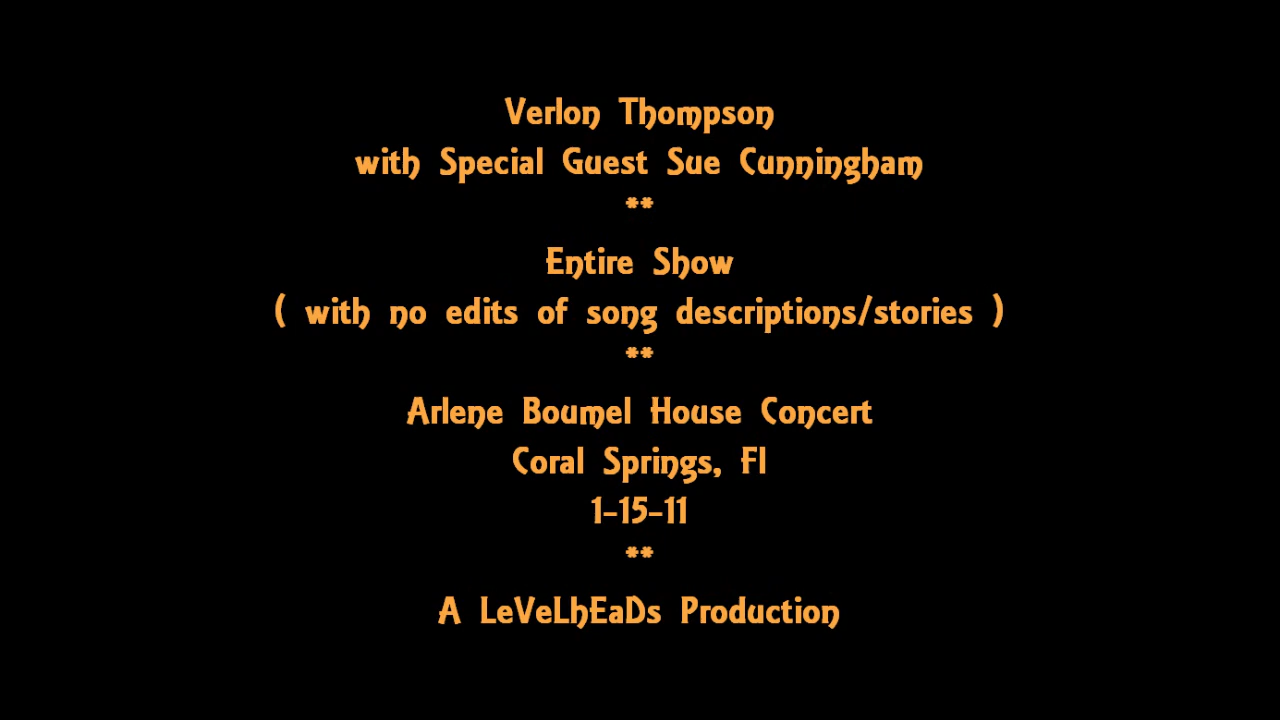 Verlon Thompson
with Special Guest Sue Cunningham
**
Entire Show
( with no edits of song descriptions/stories )
**
Arlene Boumel House Concert
Coral Springs, Fl
1-15-11
**
A LeVeLhEaDs Production